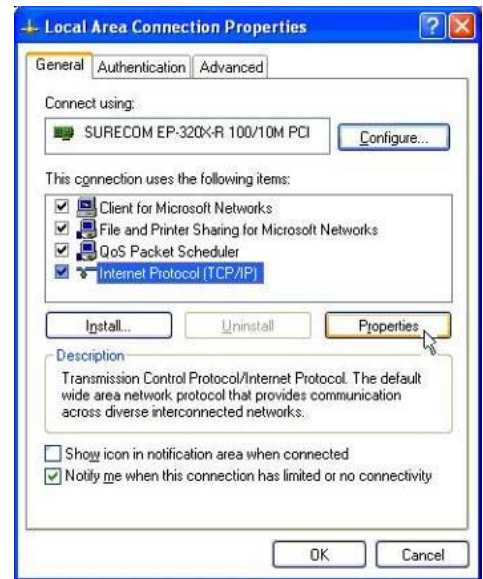 Local Area Connection Properties
General Authentication Advanced
Connect using:
SURECOM EP-320X-R 100/10M PCI
Configure...
This connection uses the following items:
Client for Microsoft Networks
File and Printer Sharing for Microsoft Networks
QoS Packet Scheduler
Internet Protocol (TCP/IP)
Install... Uninstall Properties
Description
Transmission Control Protocol/Internet Protocol. The default
wide area network protocol that provides communication
across diverse interconnected networks.
Show icon in notification area when connected
Notify me when this connection has limited or no connectivity
OK Cancel